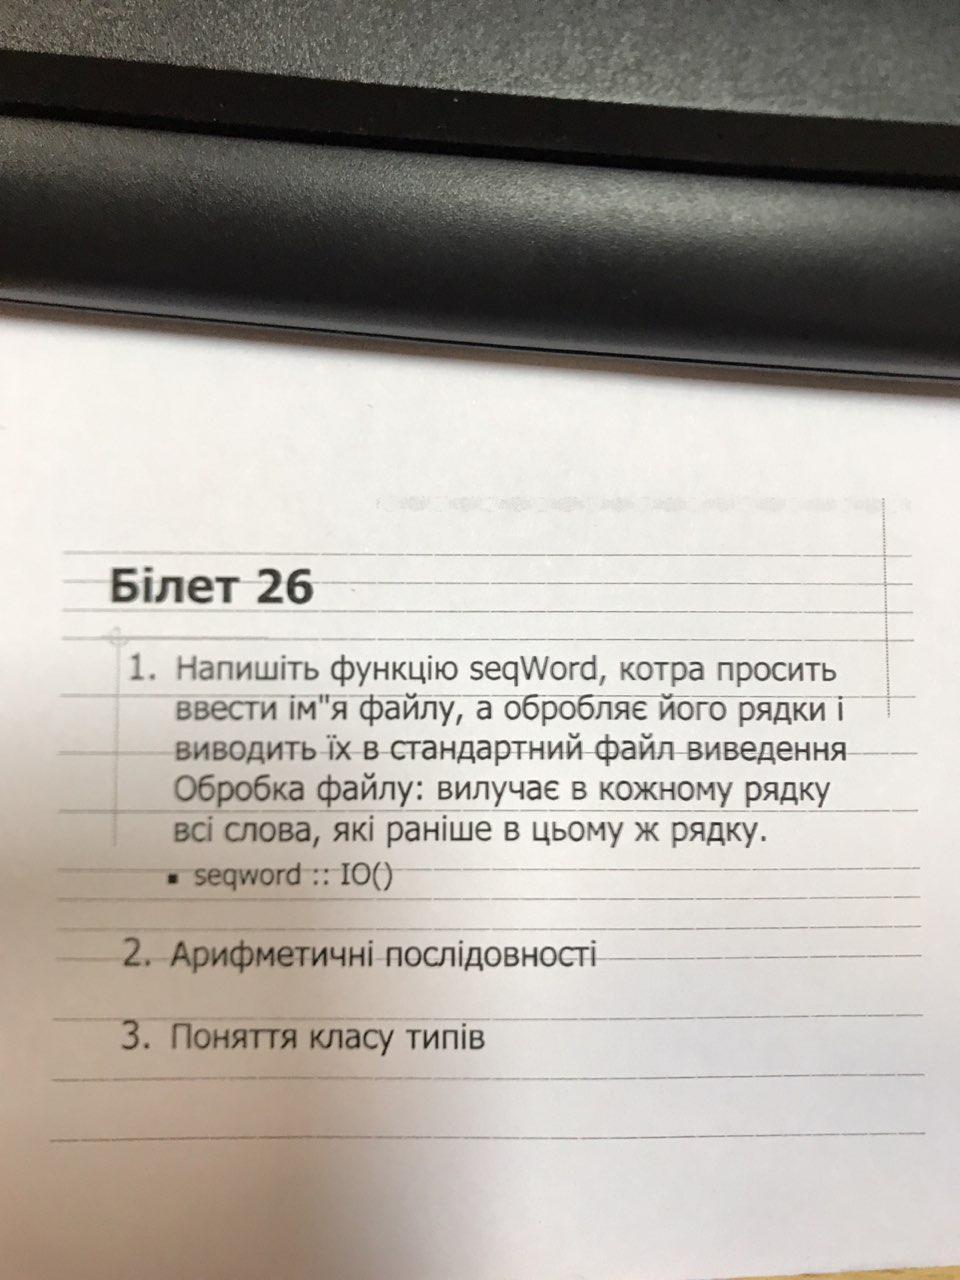 Білет 26
1. Напишіть функцію seqWord, котра просить
ввести ім"я файлу, а обробляє його рядки і
виводить їх в стандартний файл виведення
Обробка файлу: вилучає в кожному рядку
всі слова, які раніше в цьому ж рядку.
▪ seqword :: IO()
2. Арифметичні послідовності
3. Поняття класу типів